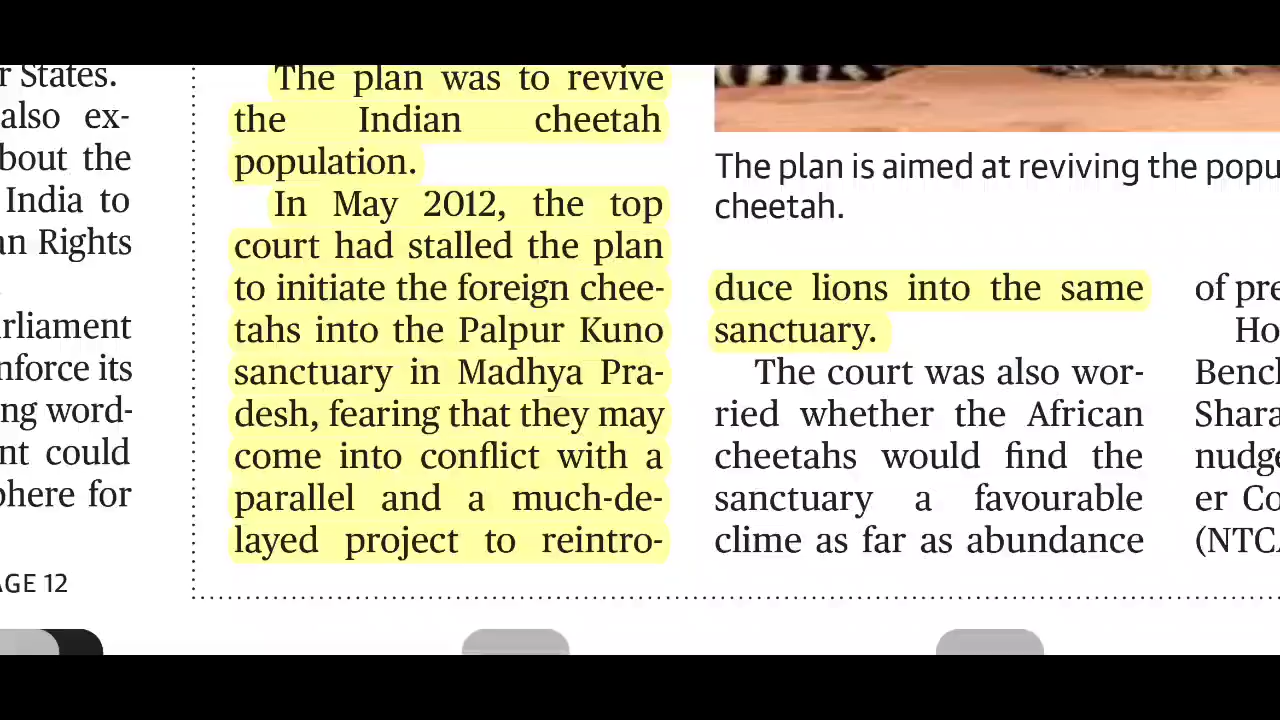 r States.
also ex-
bout the
India to
an Rights
rliament
nforce its
ing word-
nt could
phere for
AGE 12
The plan was to revive
the Indian cheetah
population.
In May 2012, the top
court had stalled the plan
to initiate the foreign chee-
tahs into the Palpur Kuno
sanctuary in Madhya Pra-
desh, fearing that they may
come into conflict with a
parallel and a much-de-
layed project to reintro-
The plan is aimed at reviving the popu
cheetah.
duce lions into the same
sanctuary.
The court was also wor-
ried whether the African
cheetahs would find the
sanctuary a favourable
clime as far as abundance
of pre
Ho
Bencl
Shara
nudge
er Co
(NTCA